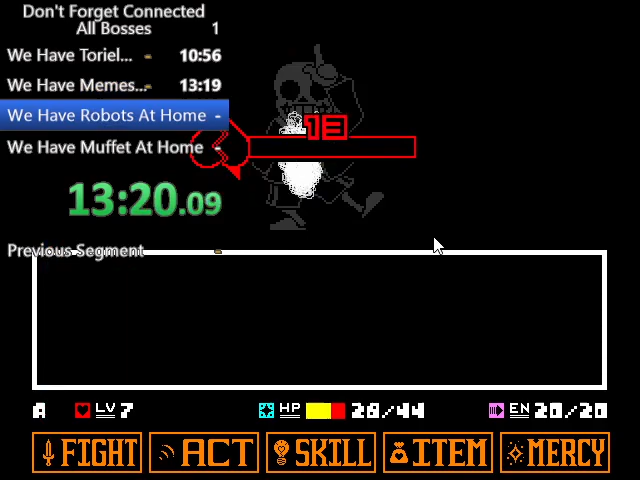 Don't Forget Connected
All Bosses 1
We Have Toriel... - 10:56
We Have Memes... - 13:19
We Have Robots At Home -
We Have Muffet At Home -
13:20.09
Previous Segment -
A LV 7 HP 28/44 EN 20/20
FIGHT ACT SKILL ITEM MERCY